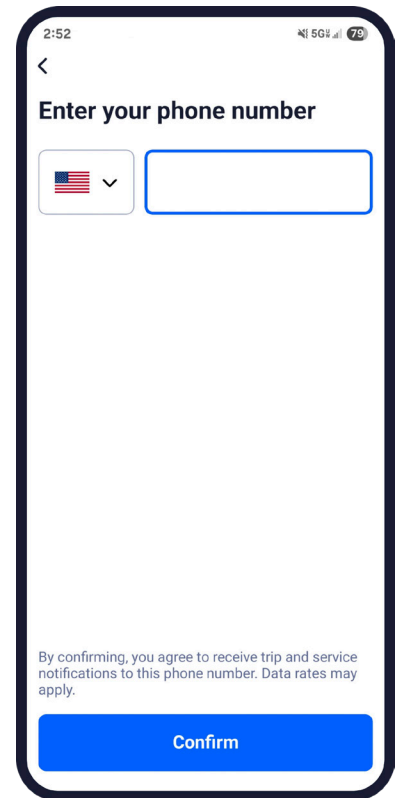 2:52 5G 79
Enter your phone number
By confirming, you agree to receive trip and service
notifications to this phone number. Data rates may
apply.
Confirm